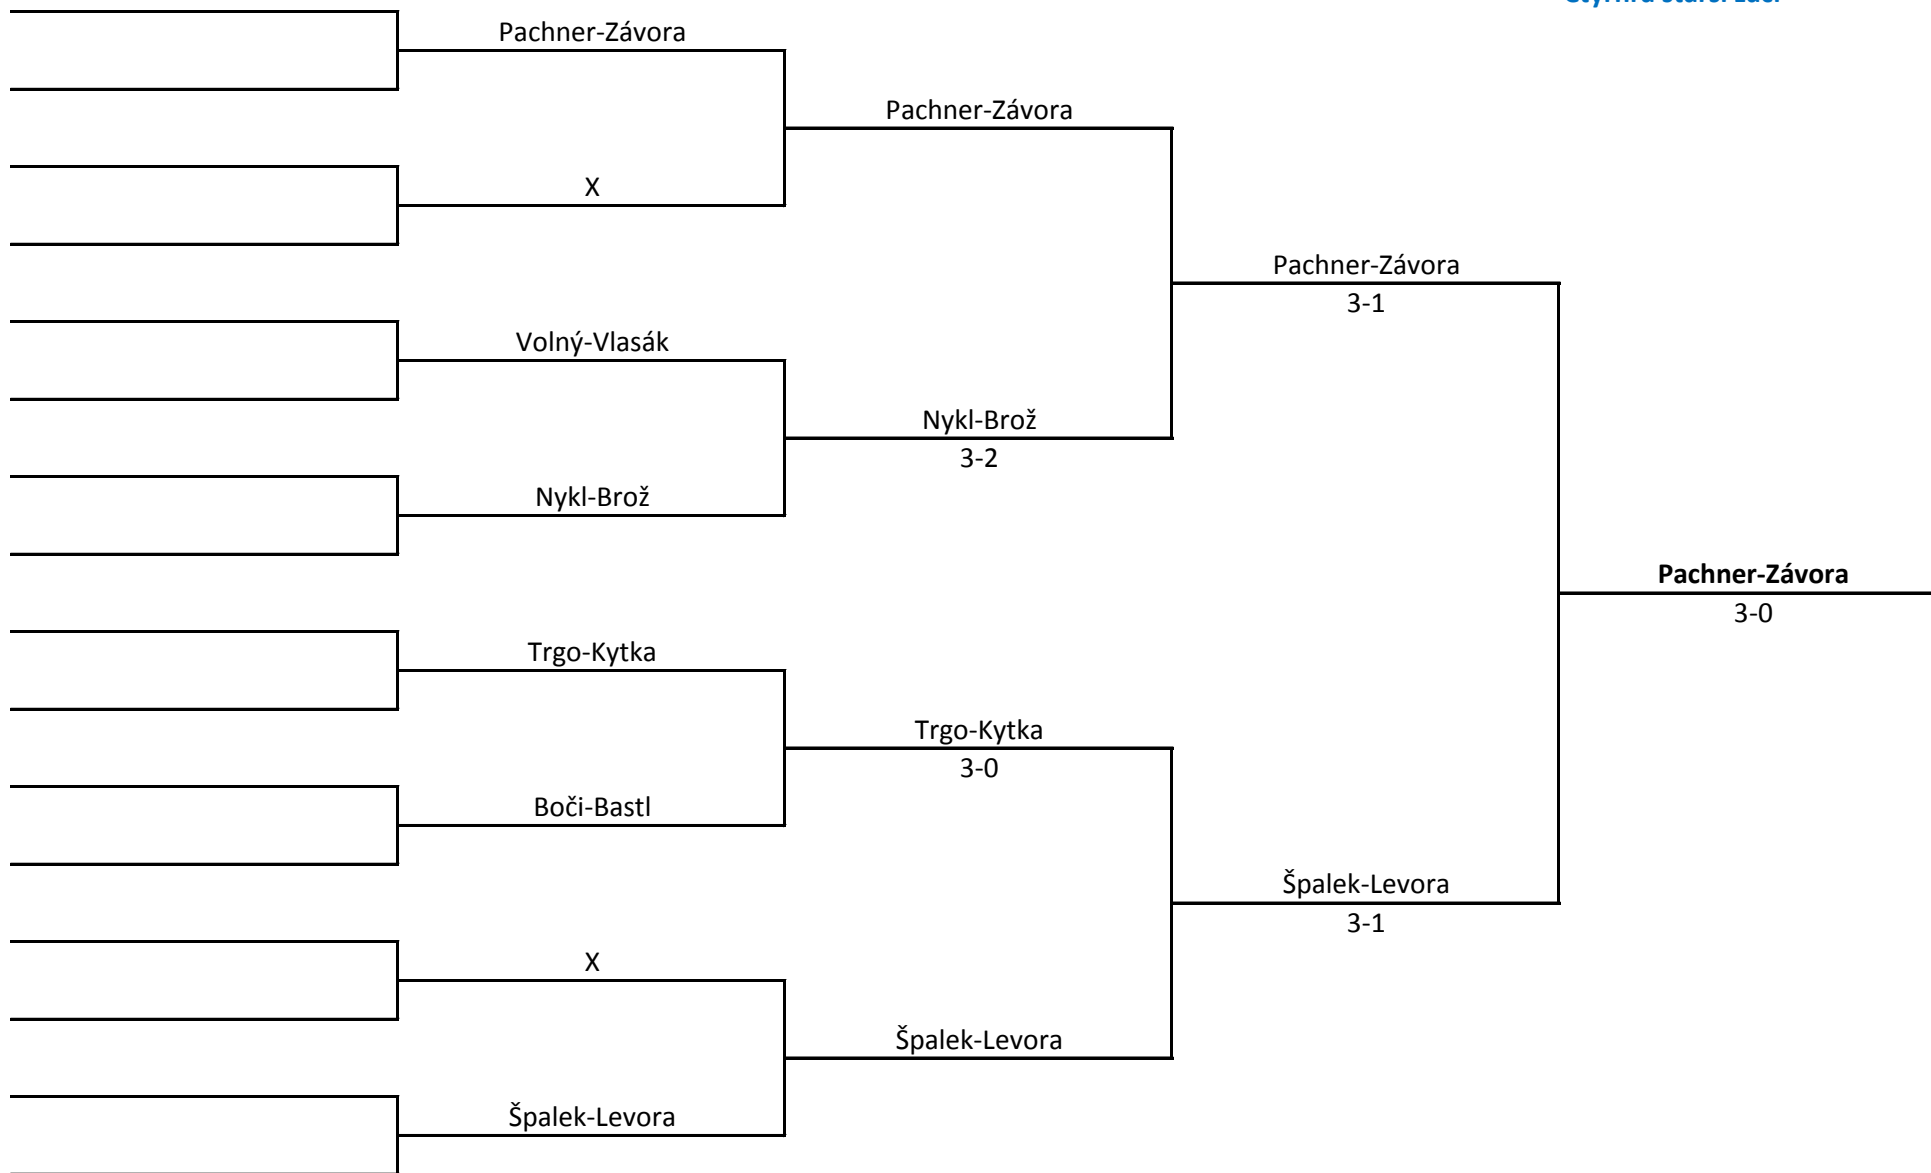 Pachner-Závora
Pachner-Závora
X
Pachner-Závora
3-1
Volný-Vlasák
Nykl-Brož
3-2
Nykl-Brož
Pachner-Závora
3-0
Trgo-Kytka
Trgo-Kytka
3-0
Boči-Bastl
Špalek-Levora
3-1
X
Špalek-Levora
Špalek-Levora